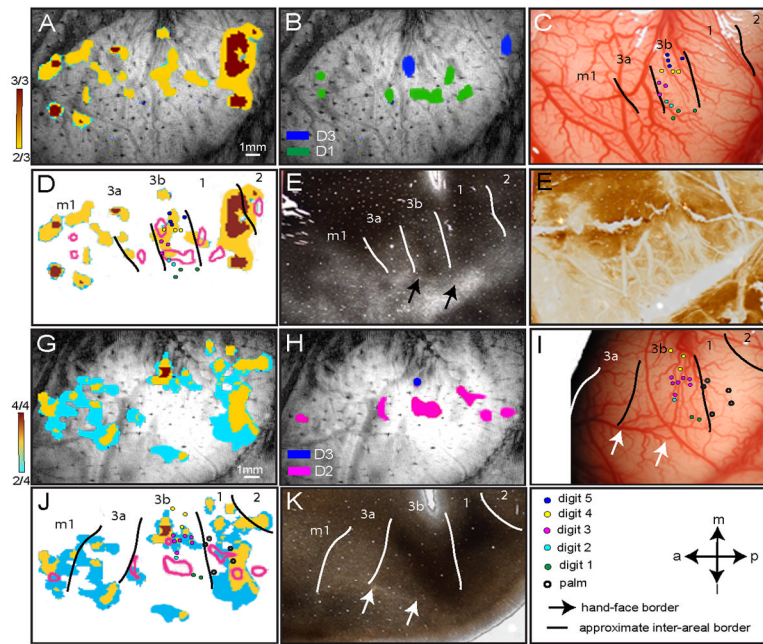 A
3/3
2/3
1mm
B
D3
D1
C
m1
3a
3b
1
2
D
m1
3a
3b
1
2
E
m1
3a
3b
1
2
E
G
4/4
2/4
1mm
H
D3
D2
I
3a
3b
1
2
J
m1
3a
3b
1
2
K
m1
3a
3b
1
2
digit 5
digit 4
digit 3
digit 2
digit 1
palm
m
a
p
l
hand-face border
approximate inter-areal border